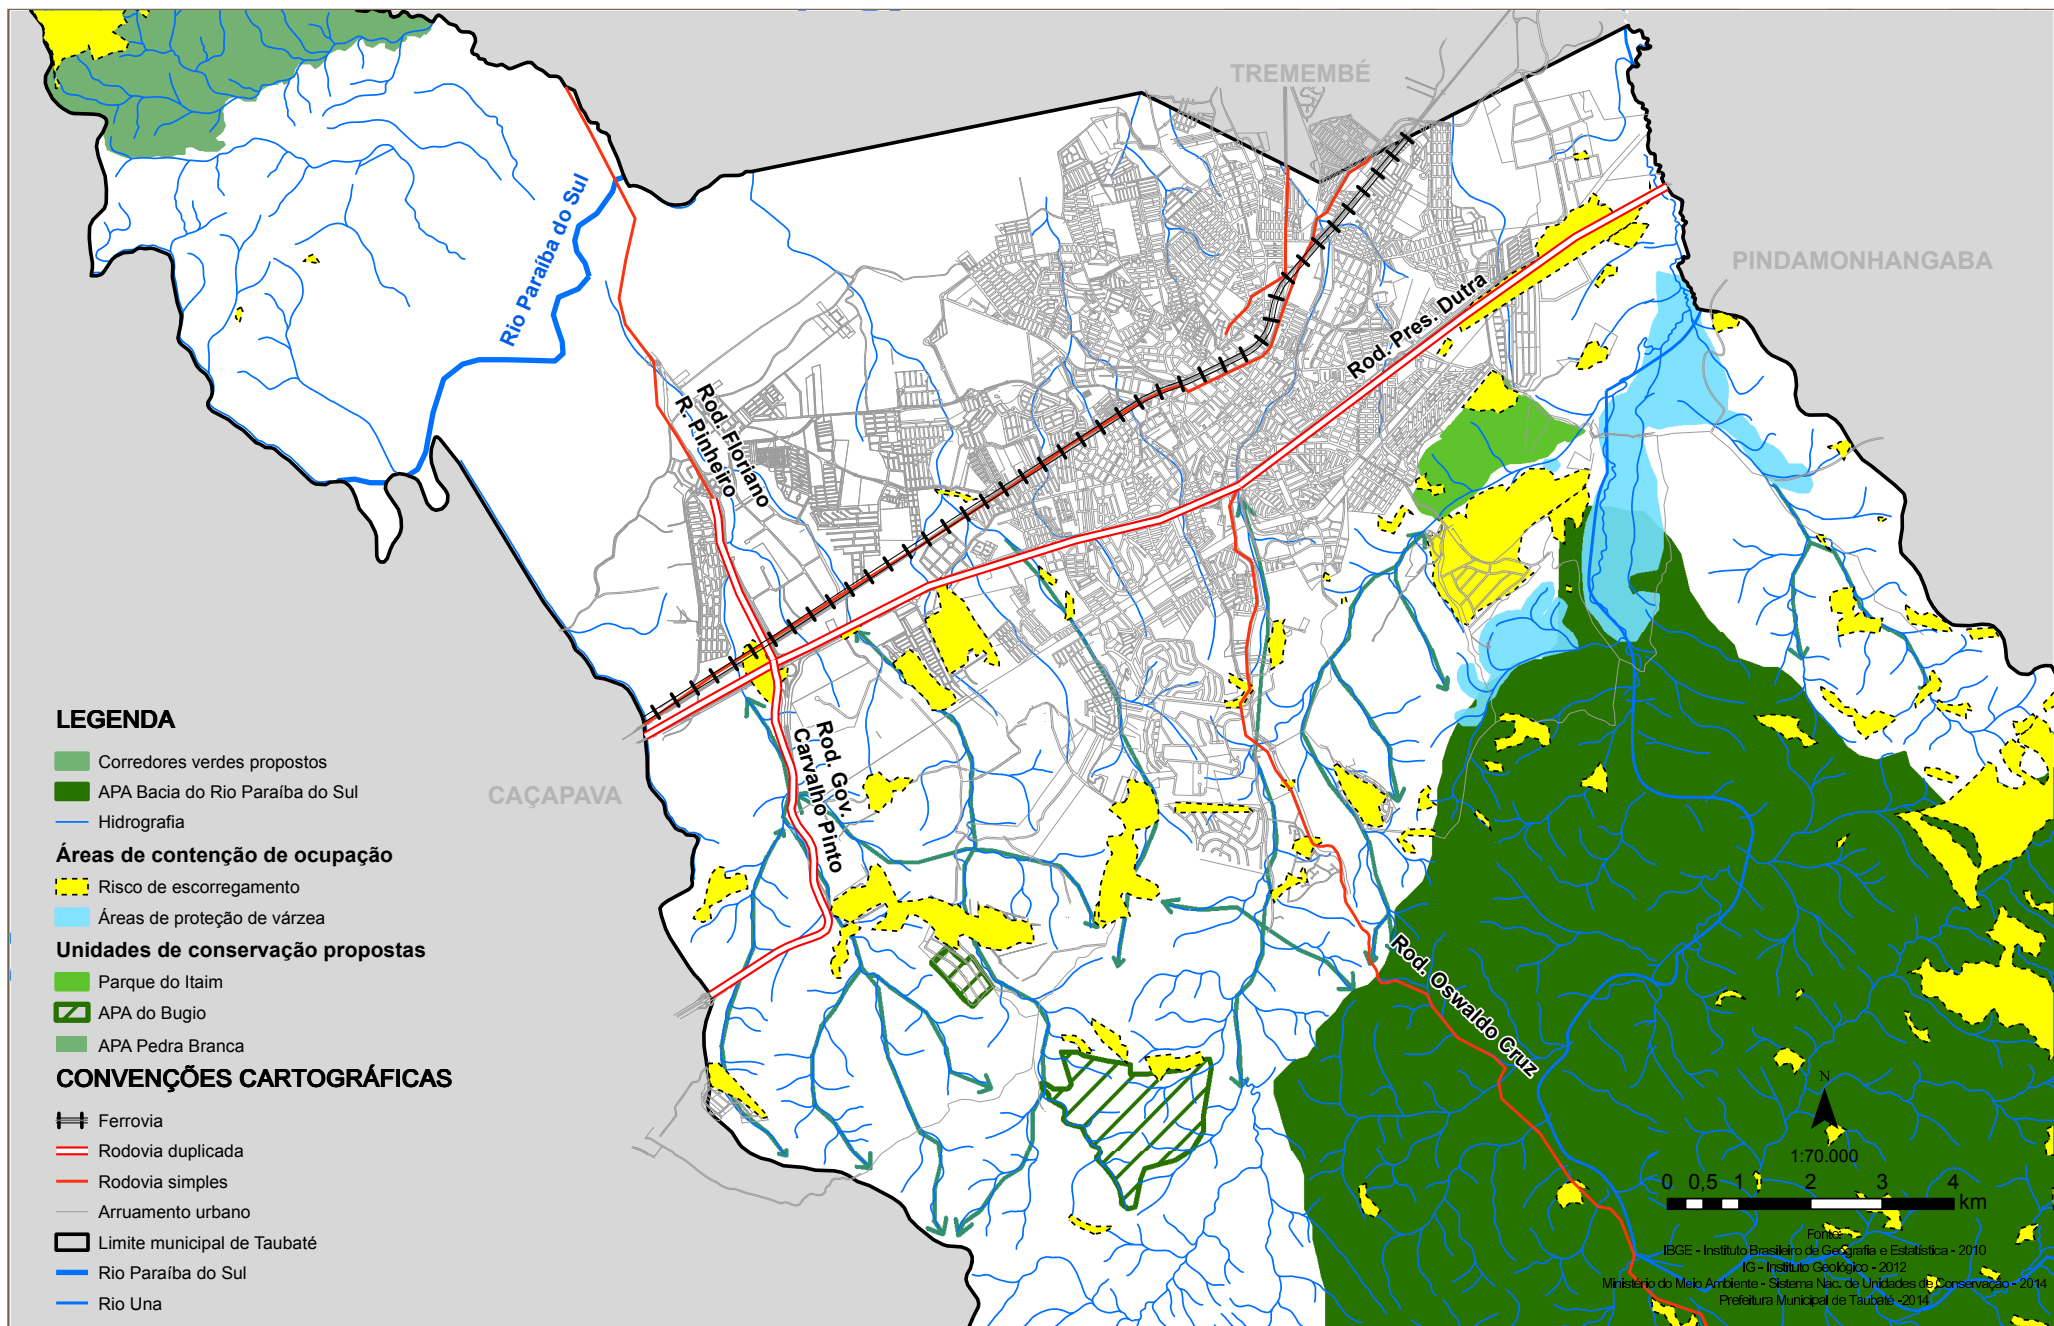 TREMEMBÉ
PINDAMONHANGABA
CAÇAPAVA
Rio Paraíba do Sul
Rod. Floriano
R. Pinheiro
Rod. Pres. Dutra
Rod. Gov.
Carvalho Pinto
Rod. Oswaldo Cruz
LEGENDA
Corredores verdes propostos
APA Bacia do Rio Paraíba do Sul
Hidrografia
Áreas de contenção de ocupação
Risco de escorregamento
Áreas de proteção de várzea
Unidades de conservação propostas
Parque do Itaim
APA do Bugio
APA Pedra Branca
CONVENÇÕES CARTOGRÁFICAS
Ferrovia
Rodovia duplicada
Rodovia simples
Arruamento urbano
Limite municipal de Taubaté
Rio Paraíba do Sul
Rio Una
N
1:70.000
0 0,5 1 2 3 4
km
Fonte:
IBGE - Instituto Brasileiro de Geografia e Estatística - 2010
IG - Instituto Geológico - 2012
Ministério do Meio Ambiente - Sistema Nac. de Unidades de Conservação - 2014
Prefeitura Municipal de Taubaté -2014